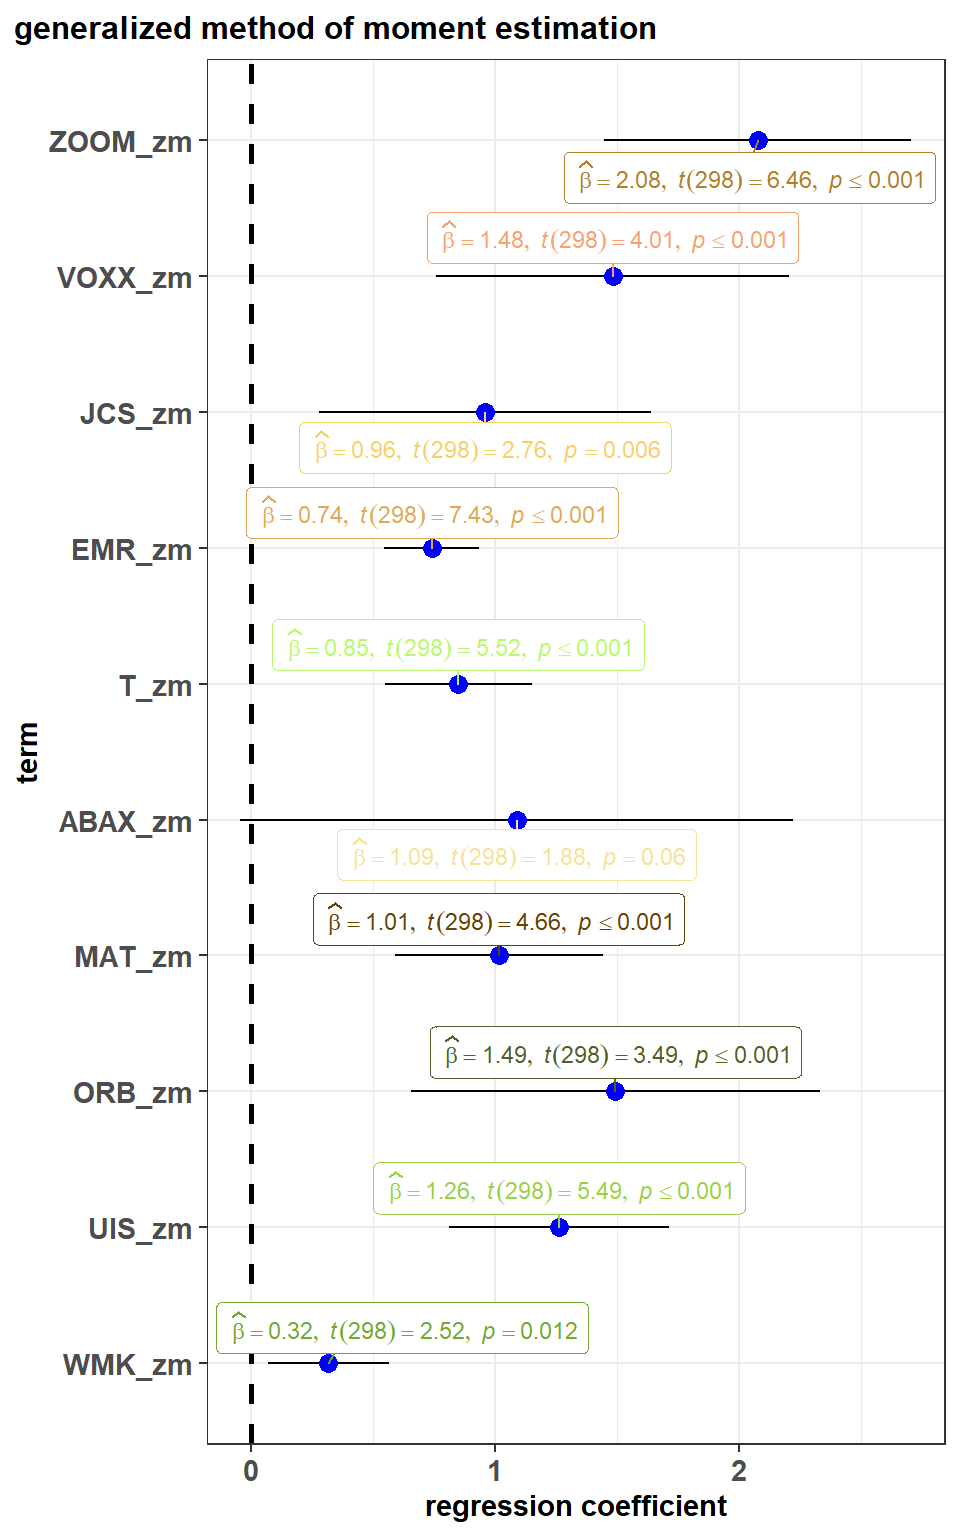 generalized method of moment estimation
ZOOM_zm
β̂ = 2.08, t(298) = 6.46, p ≤ 0.001
β̂ = 1.48, t(298) = 4.01, p ≤ 0.001
VOXX_zm
JCS_zm
β̂ = 0.96, t(298) = 2.76, p = 0.006
β̂ = 0.74, t(298) = 7.43, p ≤ 0.001
EMR_zm
β̂ = 0.85, t(298) = 5.52, p ≤ 0.001
T_zm
term
ABAX_zm
β̂ = 1.09, t(298) = 1.88, p = 0.06
β̂ = 1.01, t(298) = 4.66, p ≤ 0.001
MAT_zm
β̂ = 1.49, t(298) = 3.49, p ≤ 0.001
ORB_zm
β̂ = 1.26, t(298) = 5.49, p ≤ 0.001
UIS_zm
β̂ = 0.32, t(298) = 2.52, p = 0.012
WMK_zm
0 1 2
regression coefficient